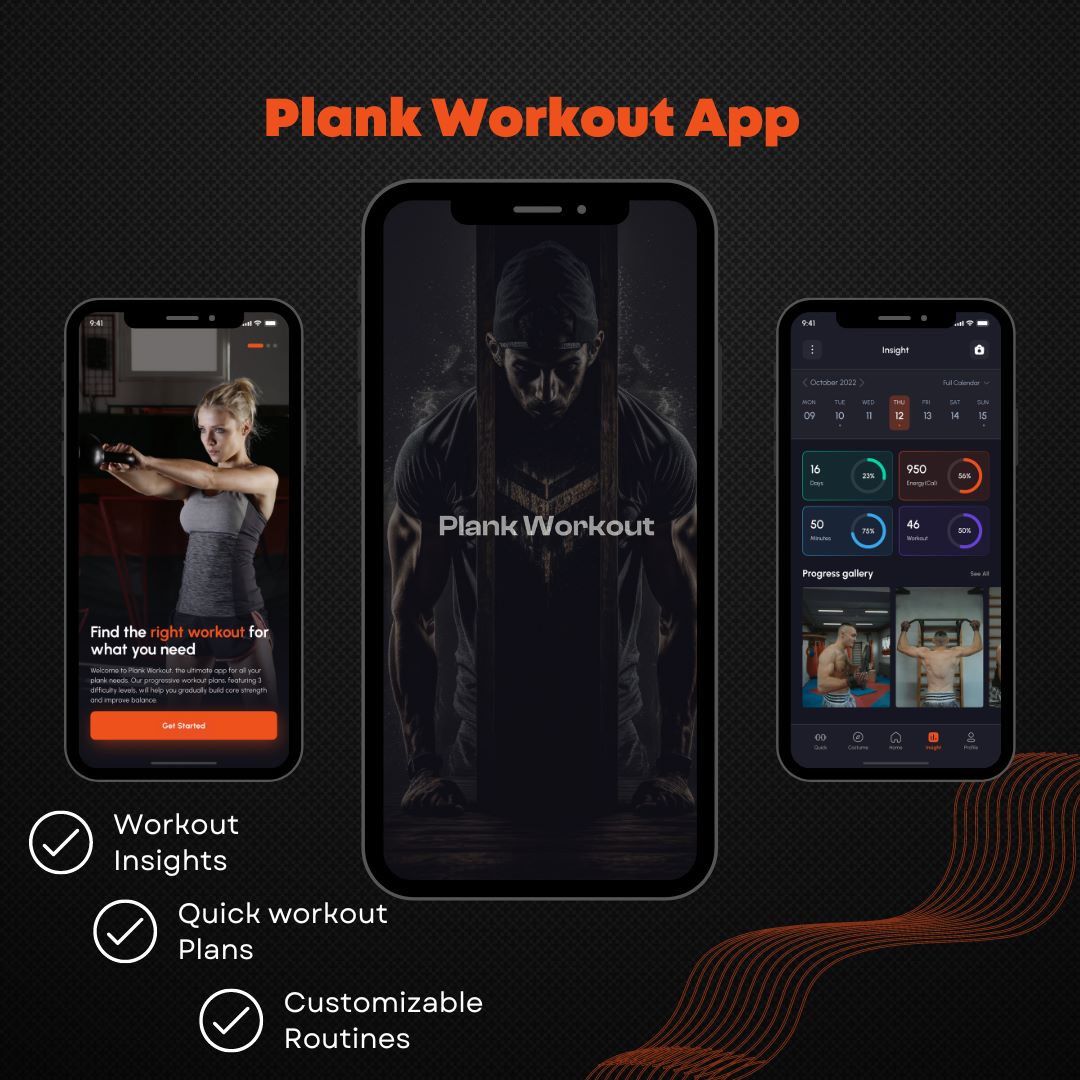 Plank Workout App
9:41
Find the right workout for
what you need
Welcome to Plank Workout, the ultimate app for all your
plank needs. Our progressive workout plans, featuring 3
difficulty levels, will help you gradually build core strength
and improve balance.
Get Started
Plank Workout
9:41
Insight
October 2022
Full Calendar
MON TUE WED THU FRI SAT SUN
09 10 11 12 13 14 15
16
Days
23%
950
Energy(Cal)
56%
50
Minutes
75%
46
Workout
50%
Progress gallery
See All
Quick Costume Home Insight Profile
Workout
Insights
Quick workout
Plans
Customizable
Routines